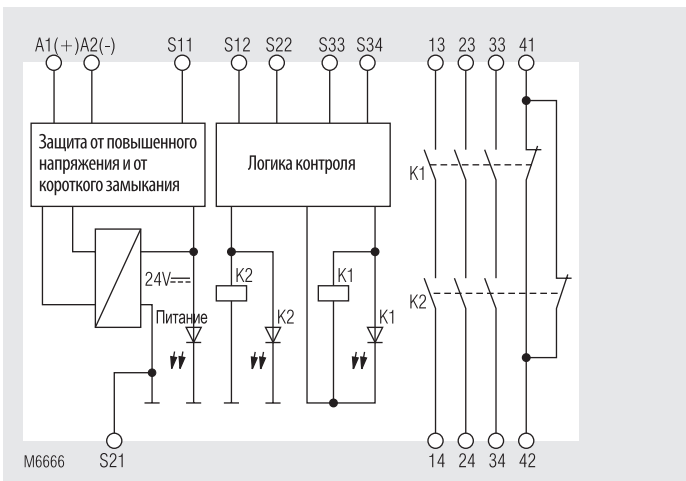 A1(+) A2(-) S11 S12 S22 S33 S34 13 23 33 41
Защита от повышенного
напряжения и от
короткого замыкания
Логика контроля
K1
24V K2 K1
K2
Питание K2 K1
M6666 S21 14 24 34 42